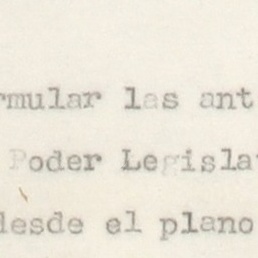 rmular las ant
Poder Legisla
desde el plano